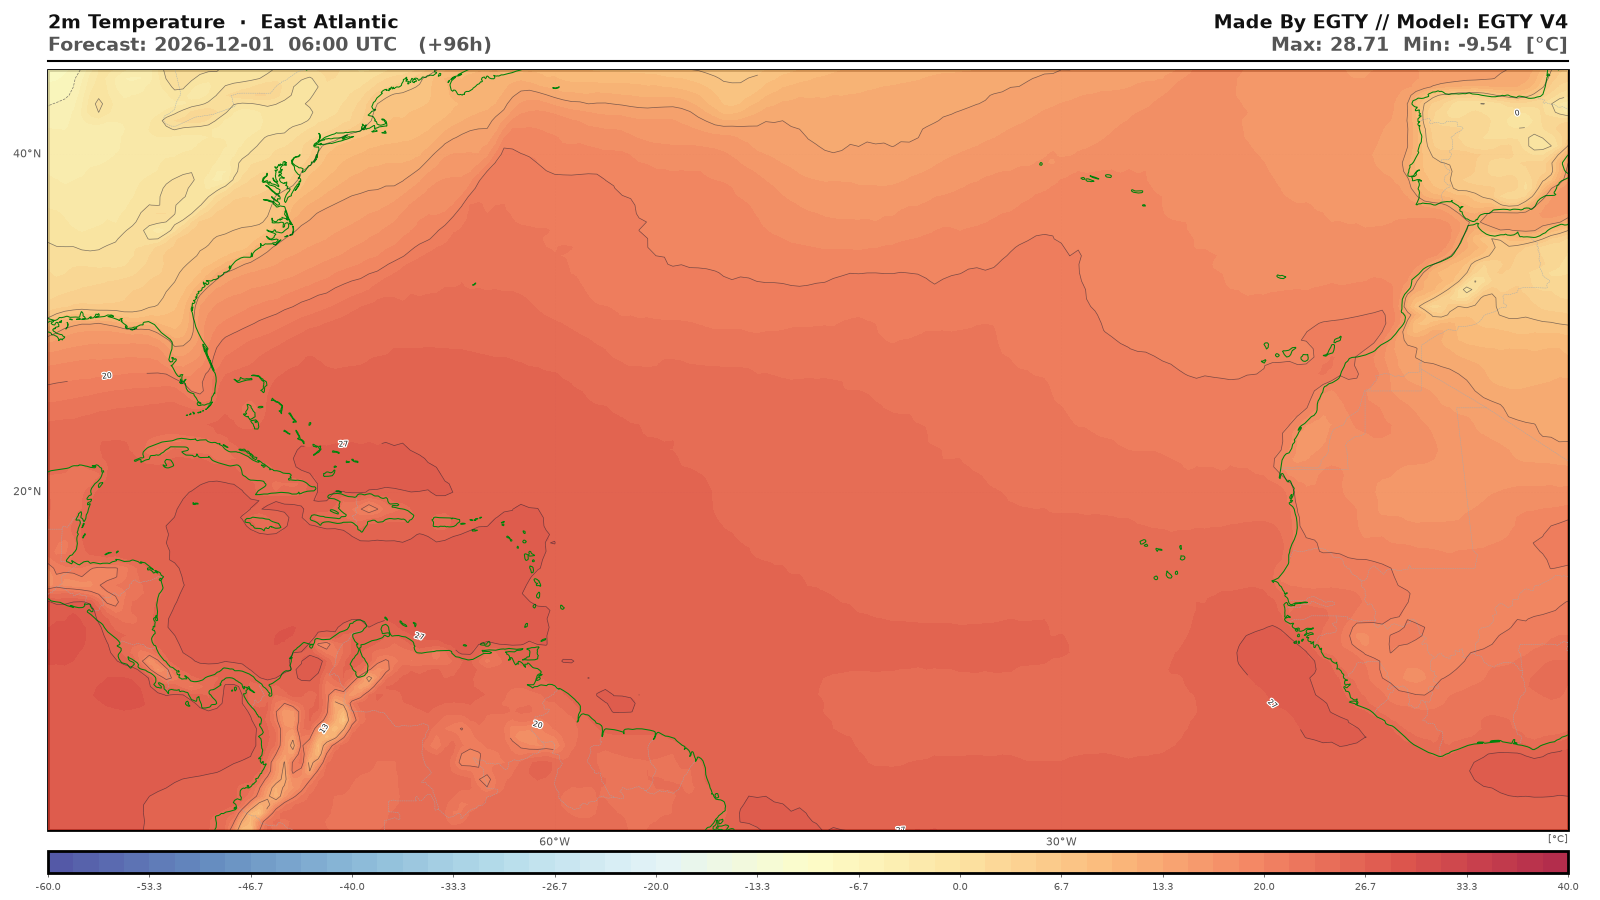 2m Temperature · East Atlantic
Made By EGTY // Model: EGTY V4
Forecast: 2026-12-01 06:00 UTC (+96h)
Max: 28.71 Min: -9.54 [°C]
0
40°N
20
27
20°N
27
27
13
20
27
60°W
30°W
[°C]
-60.0 -53.3 -46.7 -40.0 -33.3 -26.7 -20.0 -13.3 -6.7 0.0 6.7 13.3 20.0 26.7 33.3 40.0